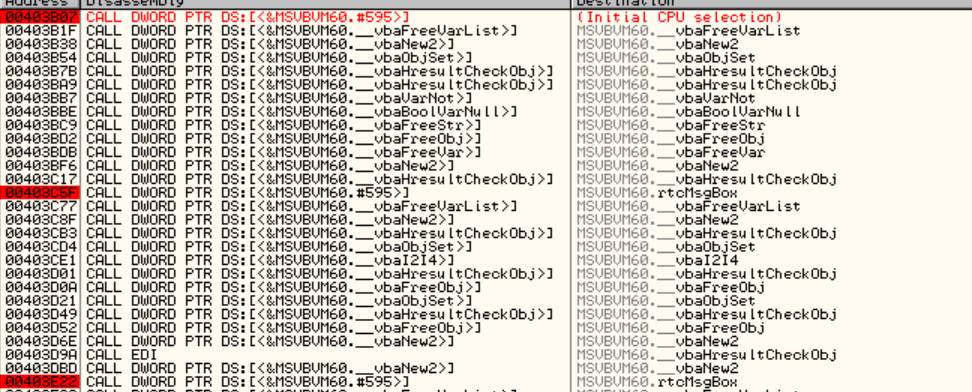 Address Disassembly Destination
00403B07 CALL DWORD PTR DS:[<&MSVBVM60.#595>] (Initial CPU selection)
00403B1F CALL DWORD PTR DS:[<&MSVBVM60.__vbaFreeVarList>] MSVBVM60.__vbaFreeVarList
00403B38 CALL DWORD PTR DS:[<&MSVBVM60.__vbaNew2>] MSVBVM60.__vbaNew2
00403B54 CALL DWORD PTR DS:[<&MSVBVM60.__vbaObjSet>] MSVBVM60.__vbaObjSet
00403B7B CALL DWORD PTR DS:[<&MSVBVM60.__vbaHresultCheckObj>] MSVBVM60.__vbaHresultCheckObj
00403BA9 CALL DWORD PTR DS:[<&MSVBVM60.__vbaHresultCheckObj>] MSVBVM60.__vbaHresultCheckObj
00403BB7 CALL DWORD PTR DS:[<&MSVBVM60.__vbaVarNot>] MSVBVM60.__vbaVarNot
00403BBE CALL DWORD PTR DS:[<&MSVBVM60.__vbaBoolVarNull>] MSVBVM60.__vbaBoolVarNull
00403BC9 CALL DWORD PTR DS:[<&MSVBVM60.__vbaFreeStr>] MSVBVM60.__vbaFreeStr
00403BD2 CALL DWORD PTR DS:[<&MSVBVM60.__vbaFreeObj>] MSVBVM60.__vbaFreeObj
00403BDB CALL DWORD PTR DS:[<&MSVBVM60.__vbaFreeVar>] MSVBVM60.__vbaFreeVar
00403BF6 CALL DWORD PTR DS:[<&MSVBVM60.__vbaNew2>] MSVBVM60.__vbaNew2
00403C17 CALL DWORD PTR DS:[<&MSVBVM60.__vbaHresultCheckObj>] MSVBVM60.__vbaHresultCheckObj
00403C5F CALL DWORD PTR DS:[<&MSVBVM60.#595>] MSVBVM60.rtcMsgBox
00403C77 CALL DWORD PTR DS:[<&MSVBVM60.__vbaFreeVarList>] MSVBVM60.__vbaFreeVarList
00403C8F CALL DWORD PTR DS:[<&MSVBVM60.__vbaNew2>] MSVBVM60.__vbaNew2
00403CB3 CALL DWORD PTR DS:[<&MSVBVM60.__vbaHresultCheckObj>] MSVBVM60.__vbaHresultCheckObj
00403CD4 CALL DWORD PTR DS:[<&MSVBVM60.__vbaObjSet>] MSVBVM60.__vbaObjSet
00403CE1 CALL DWORD PTR DS:[<&MSVBVM60.__vbaI2I4>] MSVBVM60.__vbaI2I4
00403D01 CALL DWORD PTR DS:[<&MSVBVM60.__vbaHresultCheckObj>] MSVBVM60.__vbaHresultCheckObj
00403D0A CALL DWORD PTR DS:[<&MSVBVM60.__vbaFreeObj>] MSVBVM60.__vbaFreeObj
00403D21 CALL DWORD PTR DS:[<&MSVBVM60.__vbaObjSet>] MSVBVM60.__vbaObjSet
00403D49 CALL DWORD PTR DS:[<&MSVBVM60.__vbaHresultCheckObj>] MSVBVM60.__vbaHresultCheckObj
00403D52 CALL DWORD PTR DS:[<&MSVBVM60.__vbaFreeObj>] MSVBVM60.__vbaFreeObj
00403D6E CALL DWORD PTR DS:[<&MSVBVM60.__vbaNew2>] MSVBVM60.__vbaNew2
00403D9A CALL EDI MSVBVM60.__vbaHresultCheckObj
00403DBD CALL DWORD PTR DS:[<&MSVBVM60.__vbaNew2>] MSVBVM60.__vbaNew2
00403E22 CALL DWORD PTR DS:[<&MSVBVM60.#595>] MSVBVM60.rtcMsgBox